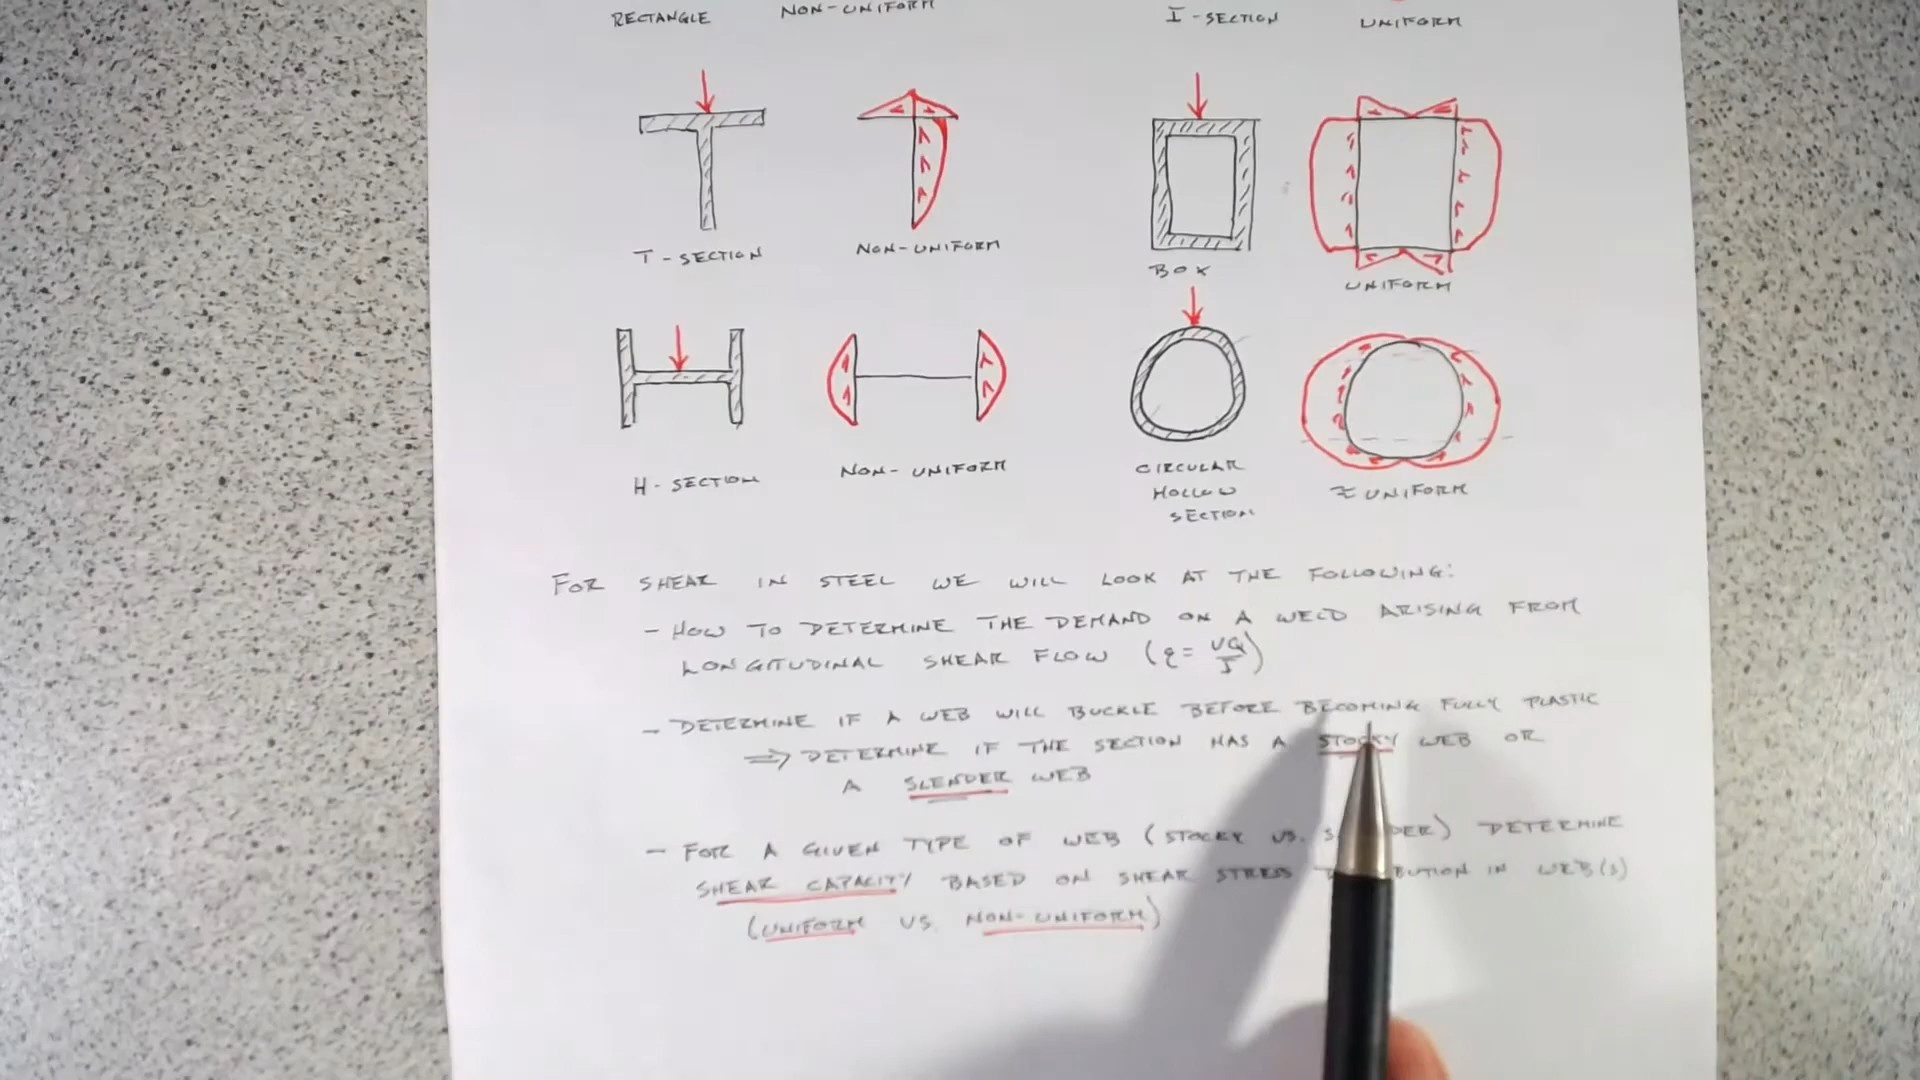 RECTANGLE
NON-UNIFORM
I-SECTION
UNIFORM
T-SECTION
NON-UNIFORM
BOX
UNIFORM
H-SECTION
NON-UNIFORM
CIRCULAR
HOLLOW
SECTION
≈ UNIFORM
FOR SHEAR IN STEEL WE WILL LOOK AT THE FOLLOWING:
- HOW TO DETERMINE THE DEMAND ON A WELD ARISING FROM
LONGITUDINAL SHEAR FLOW (q = VQ/I)
- DETERMINE IF A WEB WILL BUCKLE BEFORE BECOMING FULLY PLASTIC
⇒ DETERMINE IF THE SECTION HAS A STOCKY WEB OR
A SLENDER WEB
- FOR A GIVEN TYPE OF WEB (STOCKY VS. DETERMINE
SHEAR CAPACITY BASED ON SHEAR STRESS IN WEB(S)
(UNIFORM VS. NON-UNIFORM)